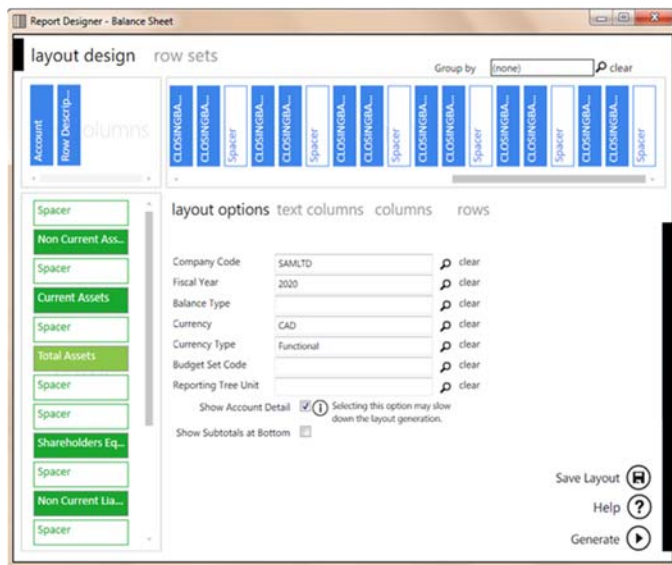 Report Designer - Balance Sheet
layout design row sets
Group by (none) clear
Account
Row Descrip...
columns
CLOSINGBA...
CLOSINGBA...
Spacer
CLOSINGBA...
CLOSINGBA...
Spacer
CLOSINGBA...
CLOSINGBA...
Spacer
CLOSINGBA...
CLOSINGBA...
Spacer
CLOSINGBA...
CLOSINGBA...
Spacer
Spacer
Non Current Ass...
Spacer
Current Assets
Spacer
Total Assets
Spacer
Spacer
Shareholders Eq...
Spacer
Non Current Lia...
Spacer
layout options text columns columns rows
Company Code SAMLTD clear
Fiscal Year 2020 clear
Balance Type clear
Currency CAD clear
Currency Type Functional clear
Budget Set Code clear
Reporting Tree Unit clear
Show Account Detail Selecting this option may slow
down the layout generation.
Show Subtotals at Bottom
Save Layout
Help
Generate